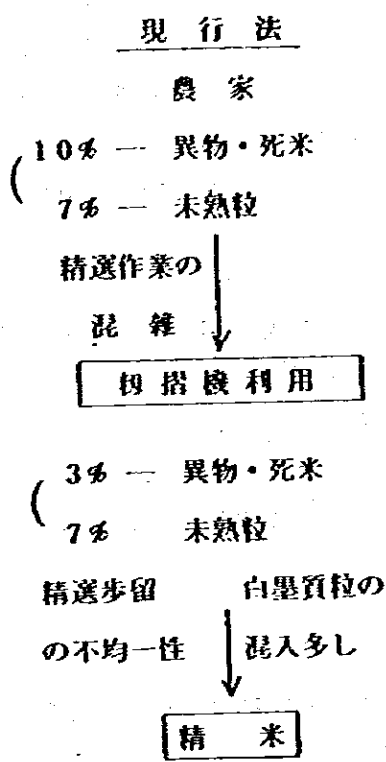 現行法
農家
10% — 異物・死米
7% — 未熟粒
精選作業の
混雑
籾摺機利用
3% — 異物・死米
7% 未熟粒
精選歩留 白墨質粒の
の不均一性 混入多し
精米